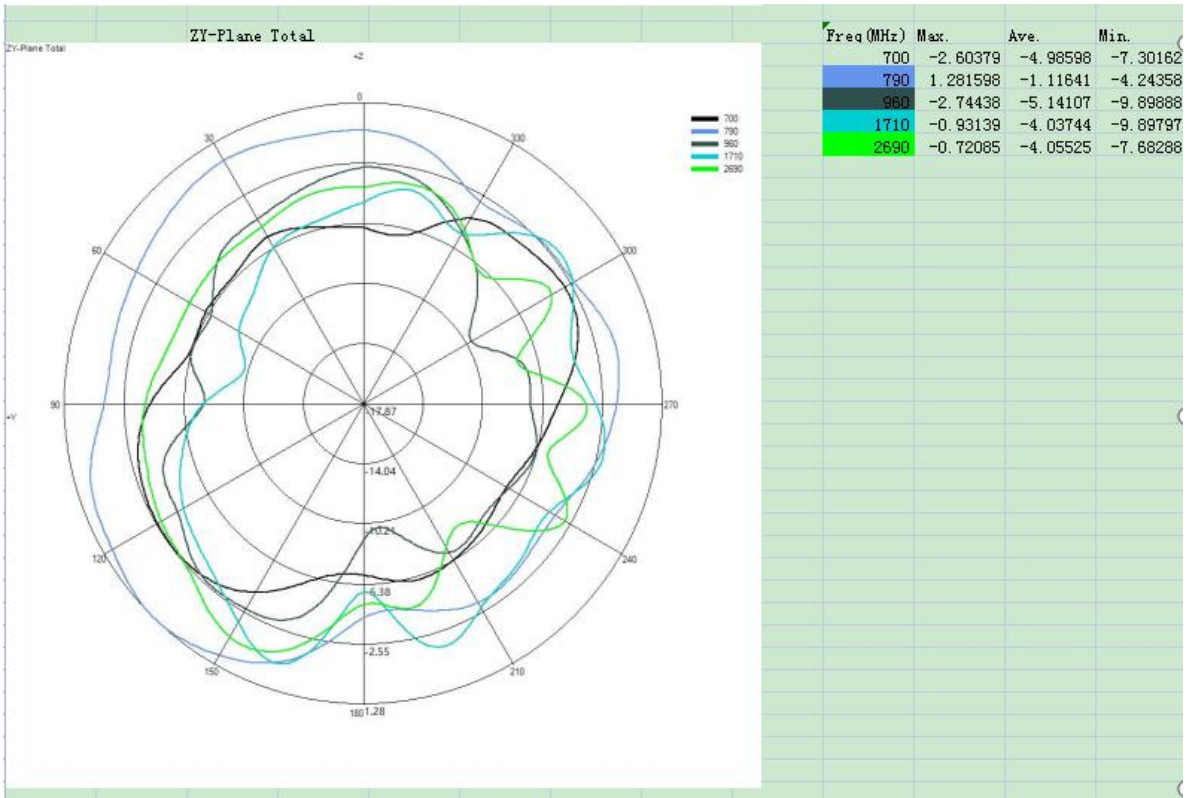 ZY-Plane Total
ZY-Plane Total
+Z
0
30
330
700
790
960
1710
2690
60
300
+Y
90
-17.87
270
-14.04
-10.21
120
240
-6.38
-2.55
150
210
180 1.28
Freq(MHz) Max. Ave. Min.
700 -2.60379 -4.98598 -7.30162
790 1.281598 -1.11641 -4.24358
960 -2.74438 -5.14107 -9.89888
1710 -0.93139 -4.03744 -9.89797
2690 -0.72085 -4.05525 -7.68288